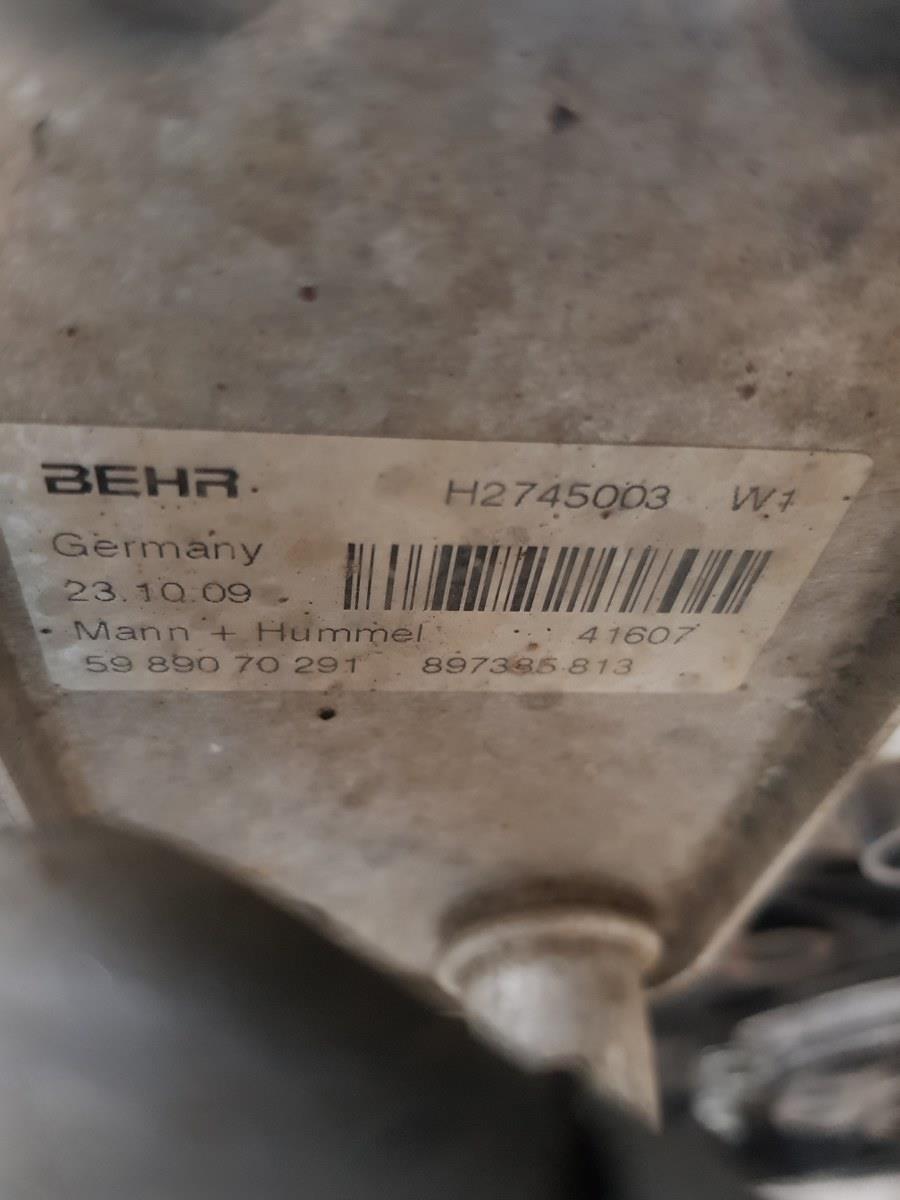 BEHR H2745003 W1
Germany
23.10.09
Mann + Hummel 41607
59 890 70 291 897385-813